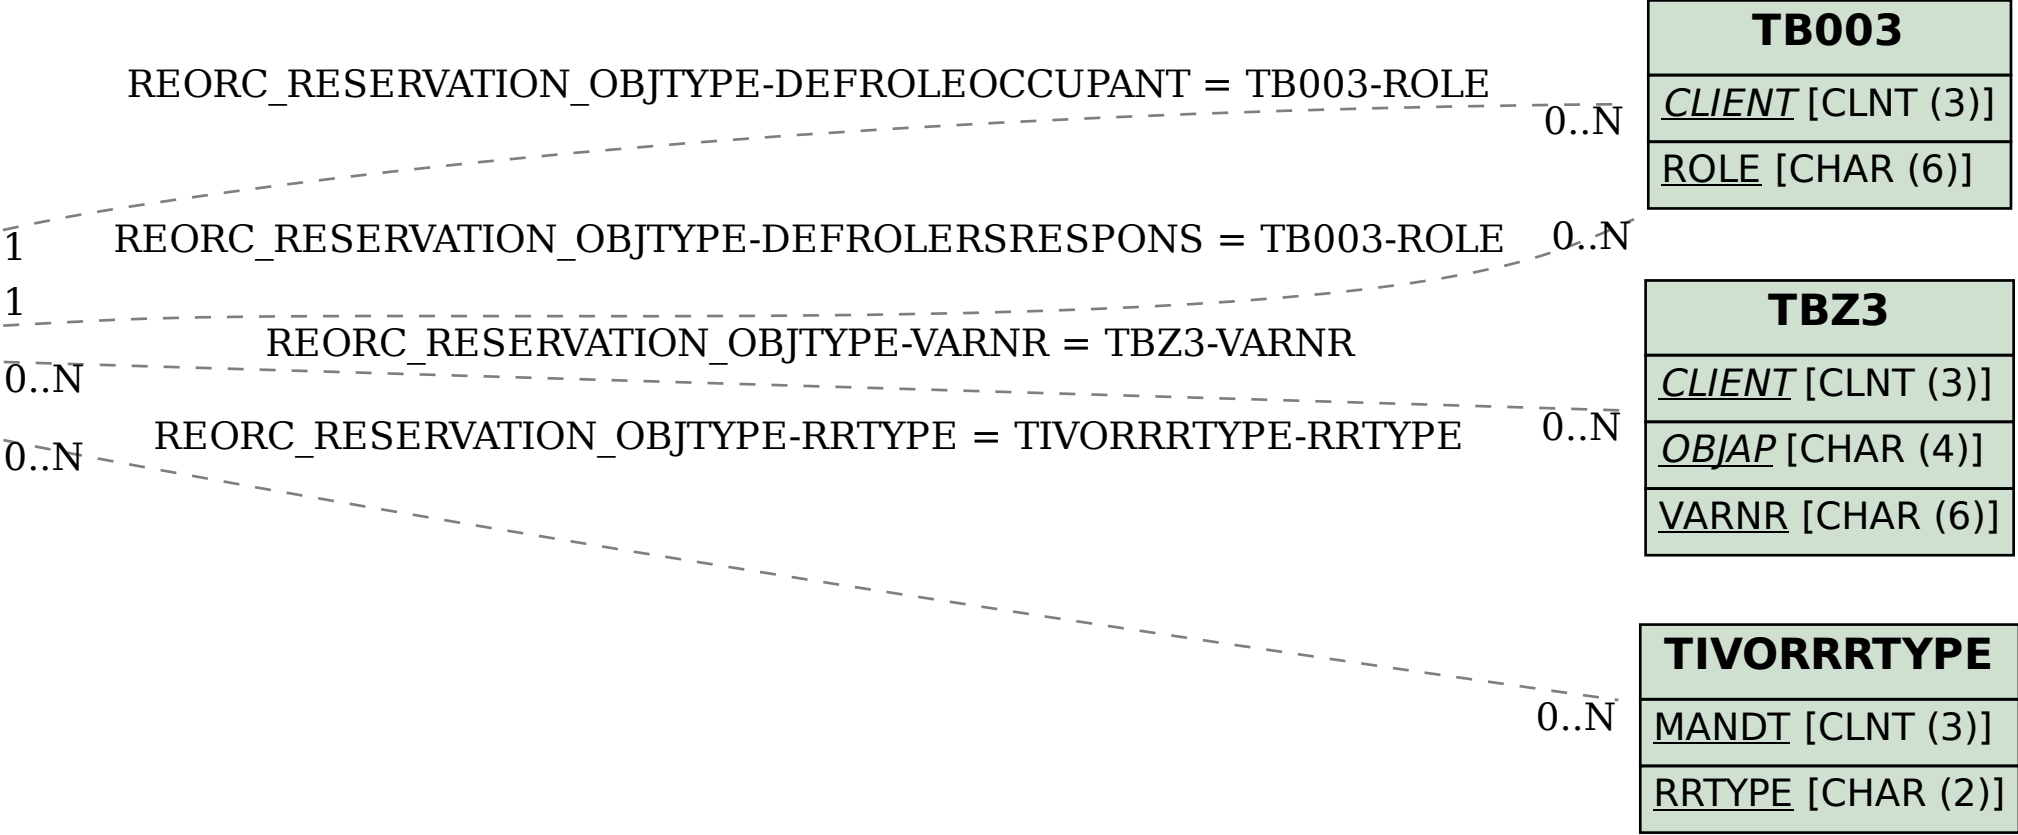 TB003
REORC_RESERVATION_OBJTYPE-DEFROLEOCCUPANT = TB003-ROLE
CLIENT [CLNT (3)]
0..N
ROLE [CHAR (6)]
1
REORC_RESERVATION_OBJTYPE-DEFROLERSRESPONS = TB003-ROLE
0..N
1
TBZ3
REORC_RESERVATION_OBJTYPE-VARNR = TBZ3-VARNR
0..N
CLIENT [CLNT (3)]
0..N
REORC_RESERVATION_OBJTYPE-RRTYPE = TIVORRRTYPE-RRTYPE
0..N
OBJAP [CHAR (4)]
VARNR [CHAR (6)]
TIVORRRTYPE
0..N
MANDT [CLNT (3)]
RRTYPE [CHAR (2)]